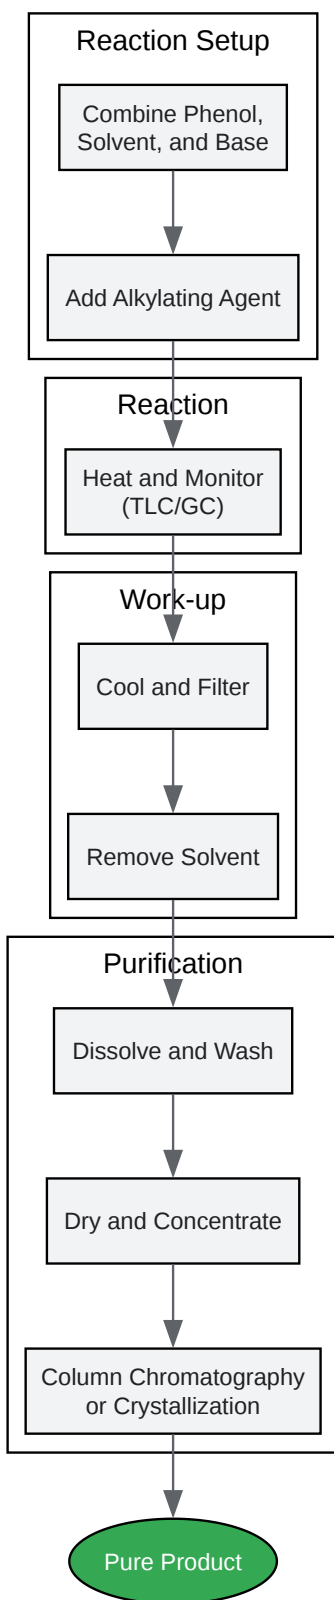 Reaction Setup
Combine Phenol,
Solvent, and Base
Add Alkylating Agent
Reaction
Heat and Monitor
(TLC/GC)
Work-up
Cool and Filter
Remove Solvent
Purification
Dissolve and Wash
Dry and Concentrate
Column Chromatography
or Crystallization
Pure Product